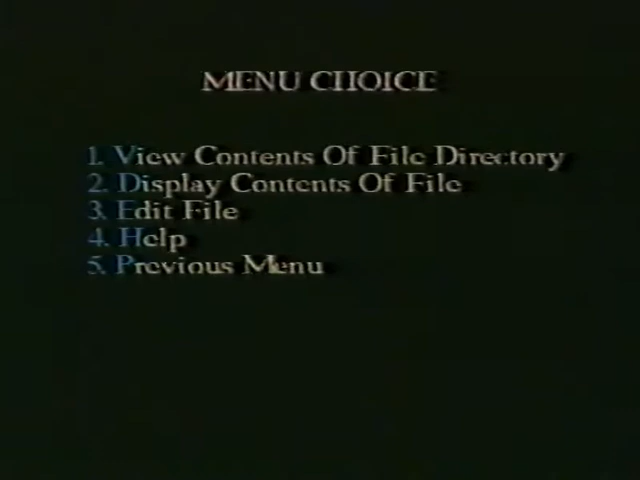 MENU CHOICE
1. View Contents Of File Directory
2. Display Contents Of File
3. Edit File
4. Help
5. Previous Menu